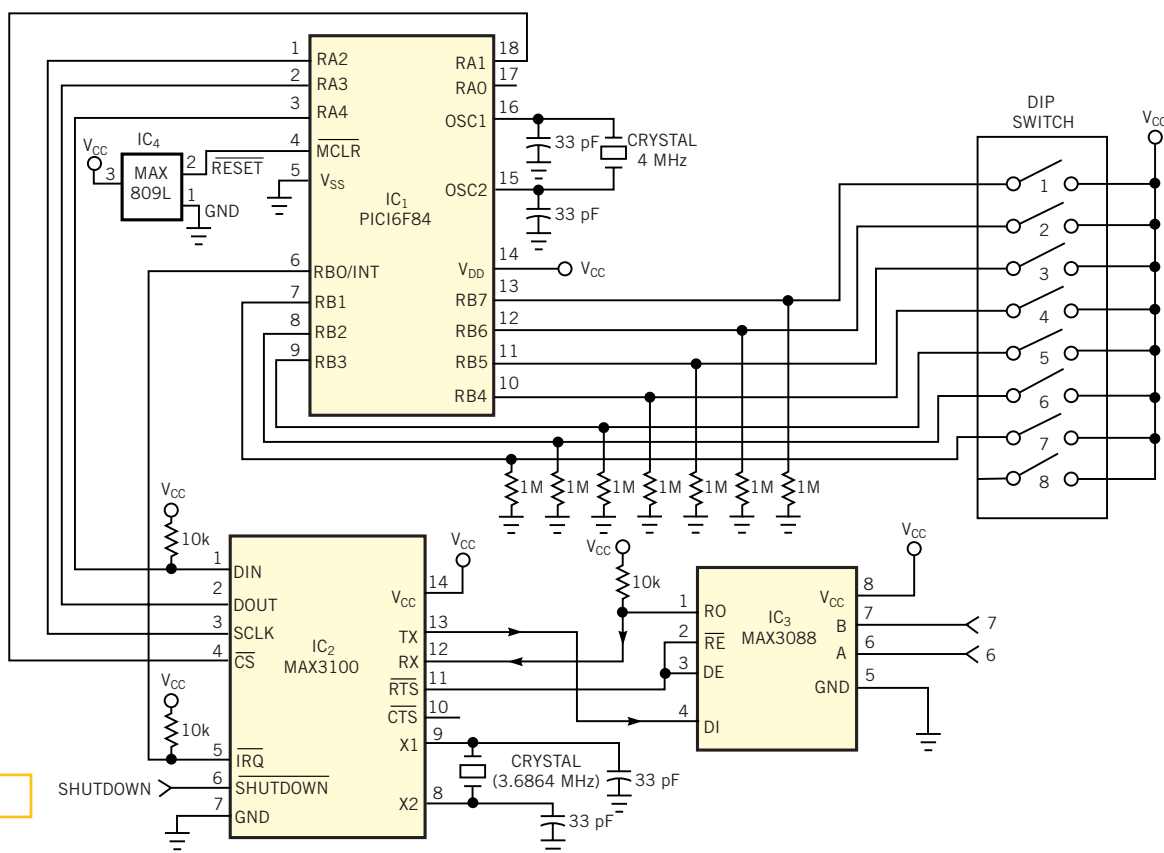 1
RA2
2
RA3
3
RA4
4
MCLR
RESET
5
VSS
IC1
PICI6F84
6
RBO/INT
7
RB1
8
RB2
9
RB3
18
RA1
17
RAO
16
OSC1
15
OSC2
14
VDD
VCC
13
RB7
12
RB6
11
RB5
10
RB4
33 pF
CRYSTAL
4 MHz
33 pF
VCC
IC4
3
MAX
809L
2
1
GND
DIP
SWITCH
VCC
1
2
3
4
5
6
7
8
1M
1M
1M
1M
1M
1M
1M
VCC
10k
1
DIN
2
DOUT
3
SCLK
4
CS
VCC
10k
5
IRQ
SHUTDOWN
6
SHUTDOWN
7
GND
IC2
MAX3100
VCC
14
VCC
13
TX
12
RX
11
RTS
10
CTS
9
X1
8
X2
CRYSTAL
(3.6864 MHz)
33 pF
33 pF
VCC
10k
1
RO
2
RE
3
DE
4
DI
IC3
MAX3088
VCC
8
VCC
7
B
7
6
A
6
5
GND